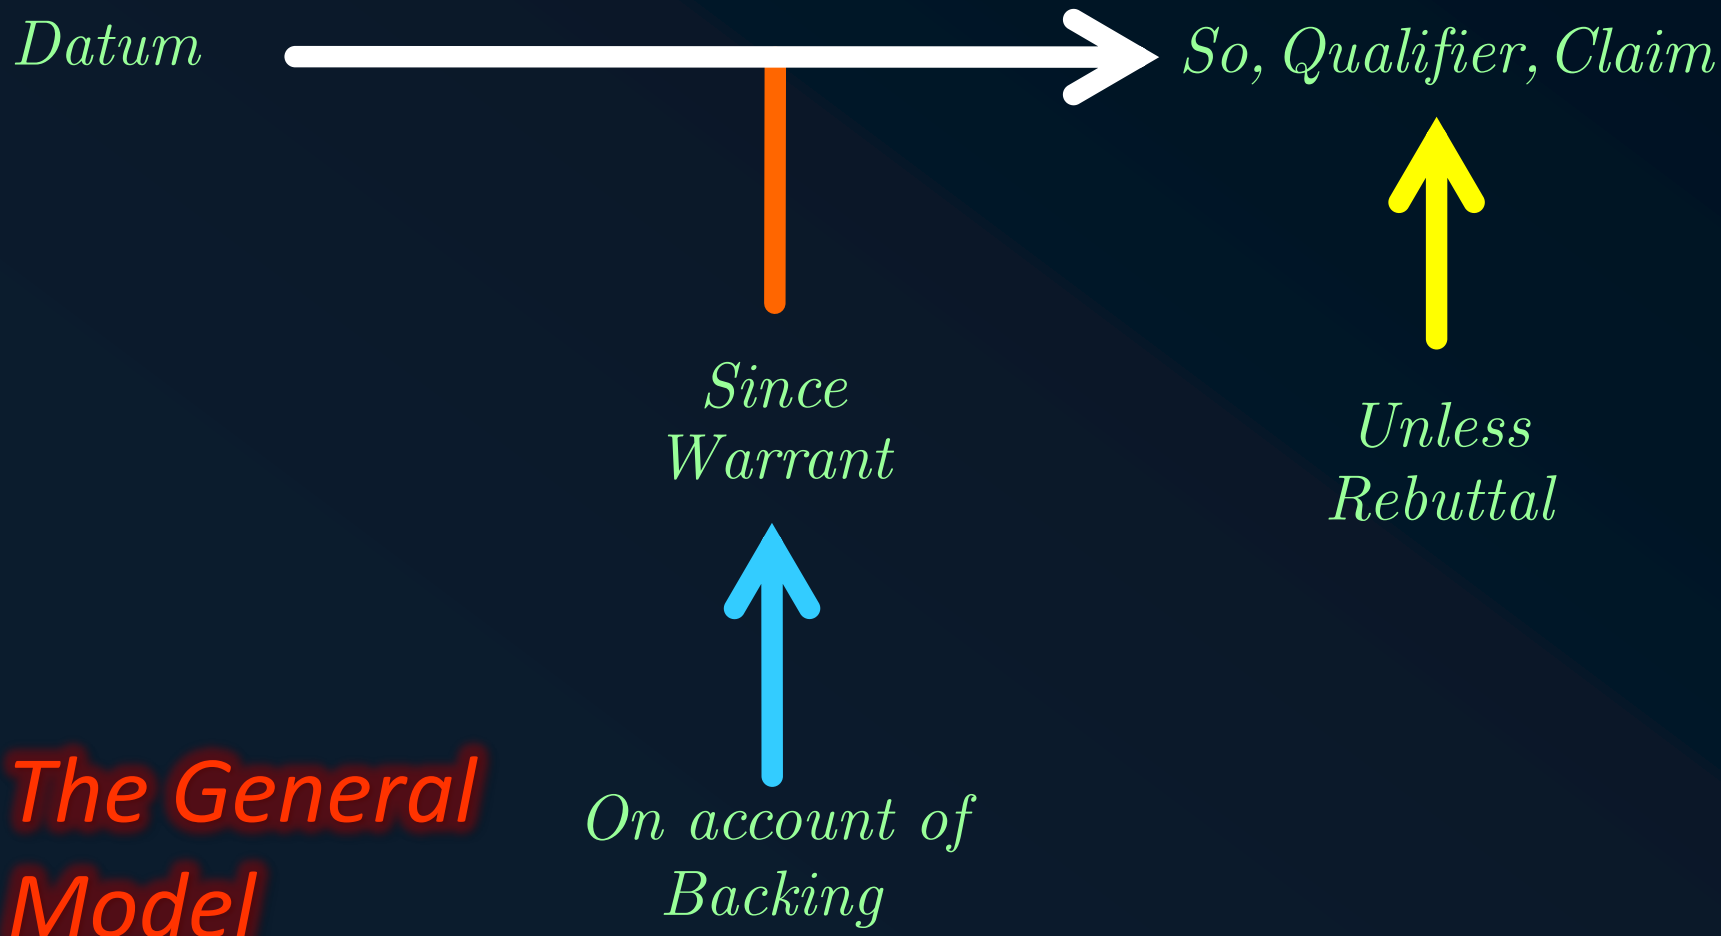 Datum
So, Qualifier, Claim
Since
Warrant
Unless
Rebuttal
On account of
Backing
The General
Model